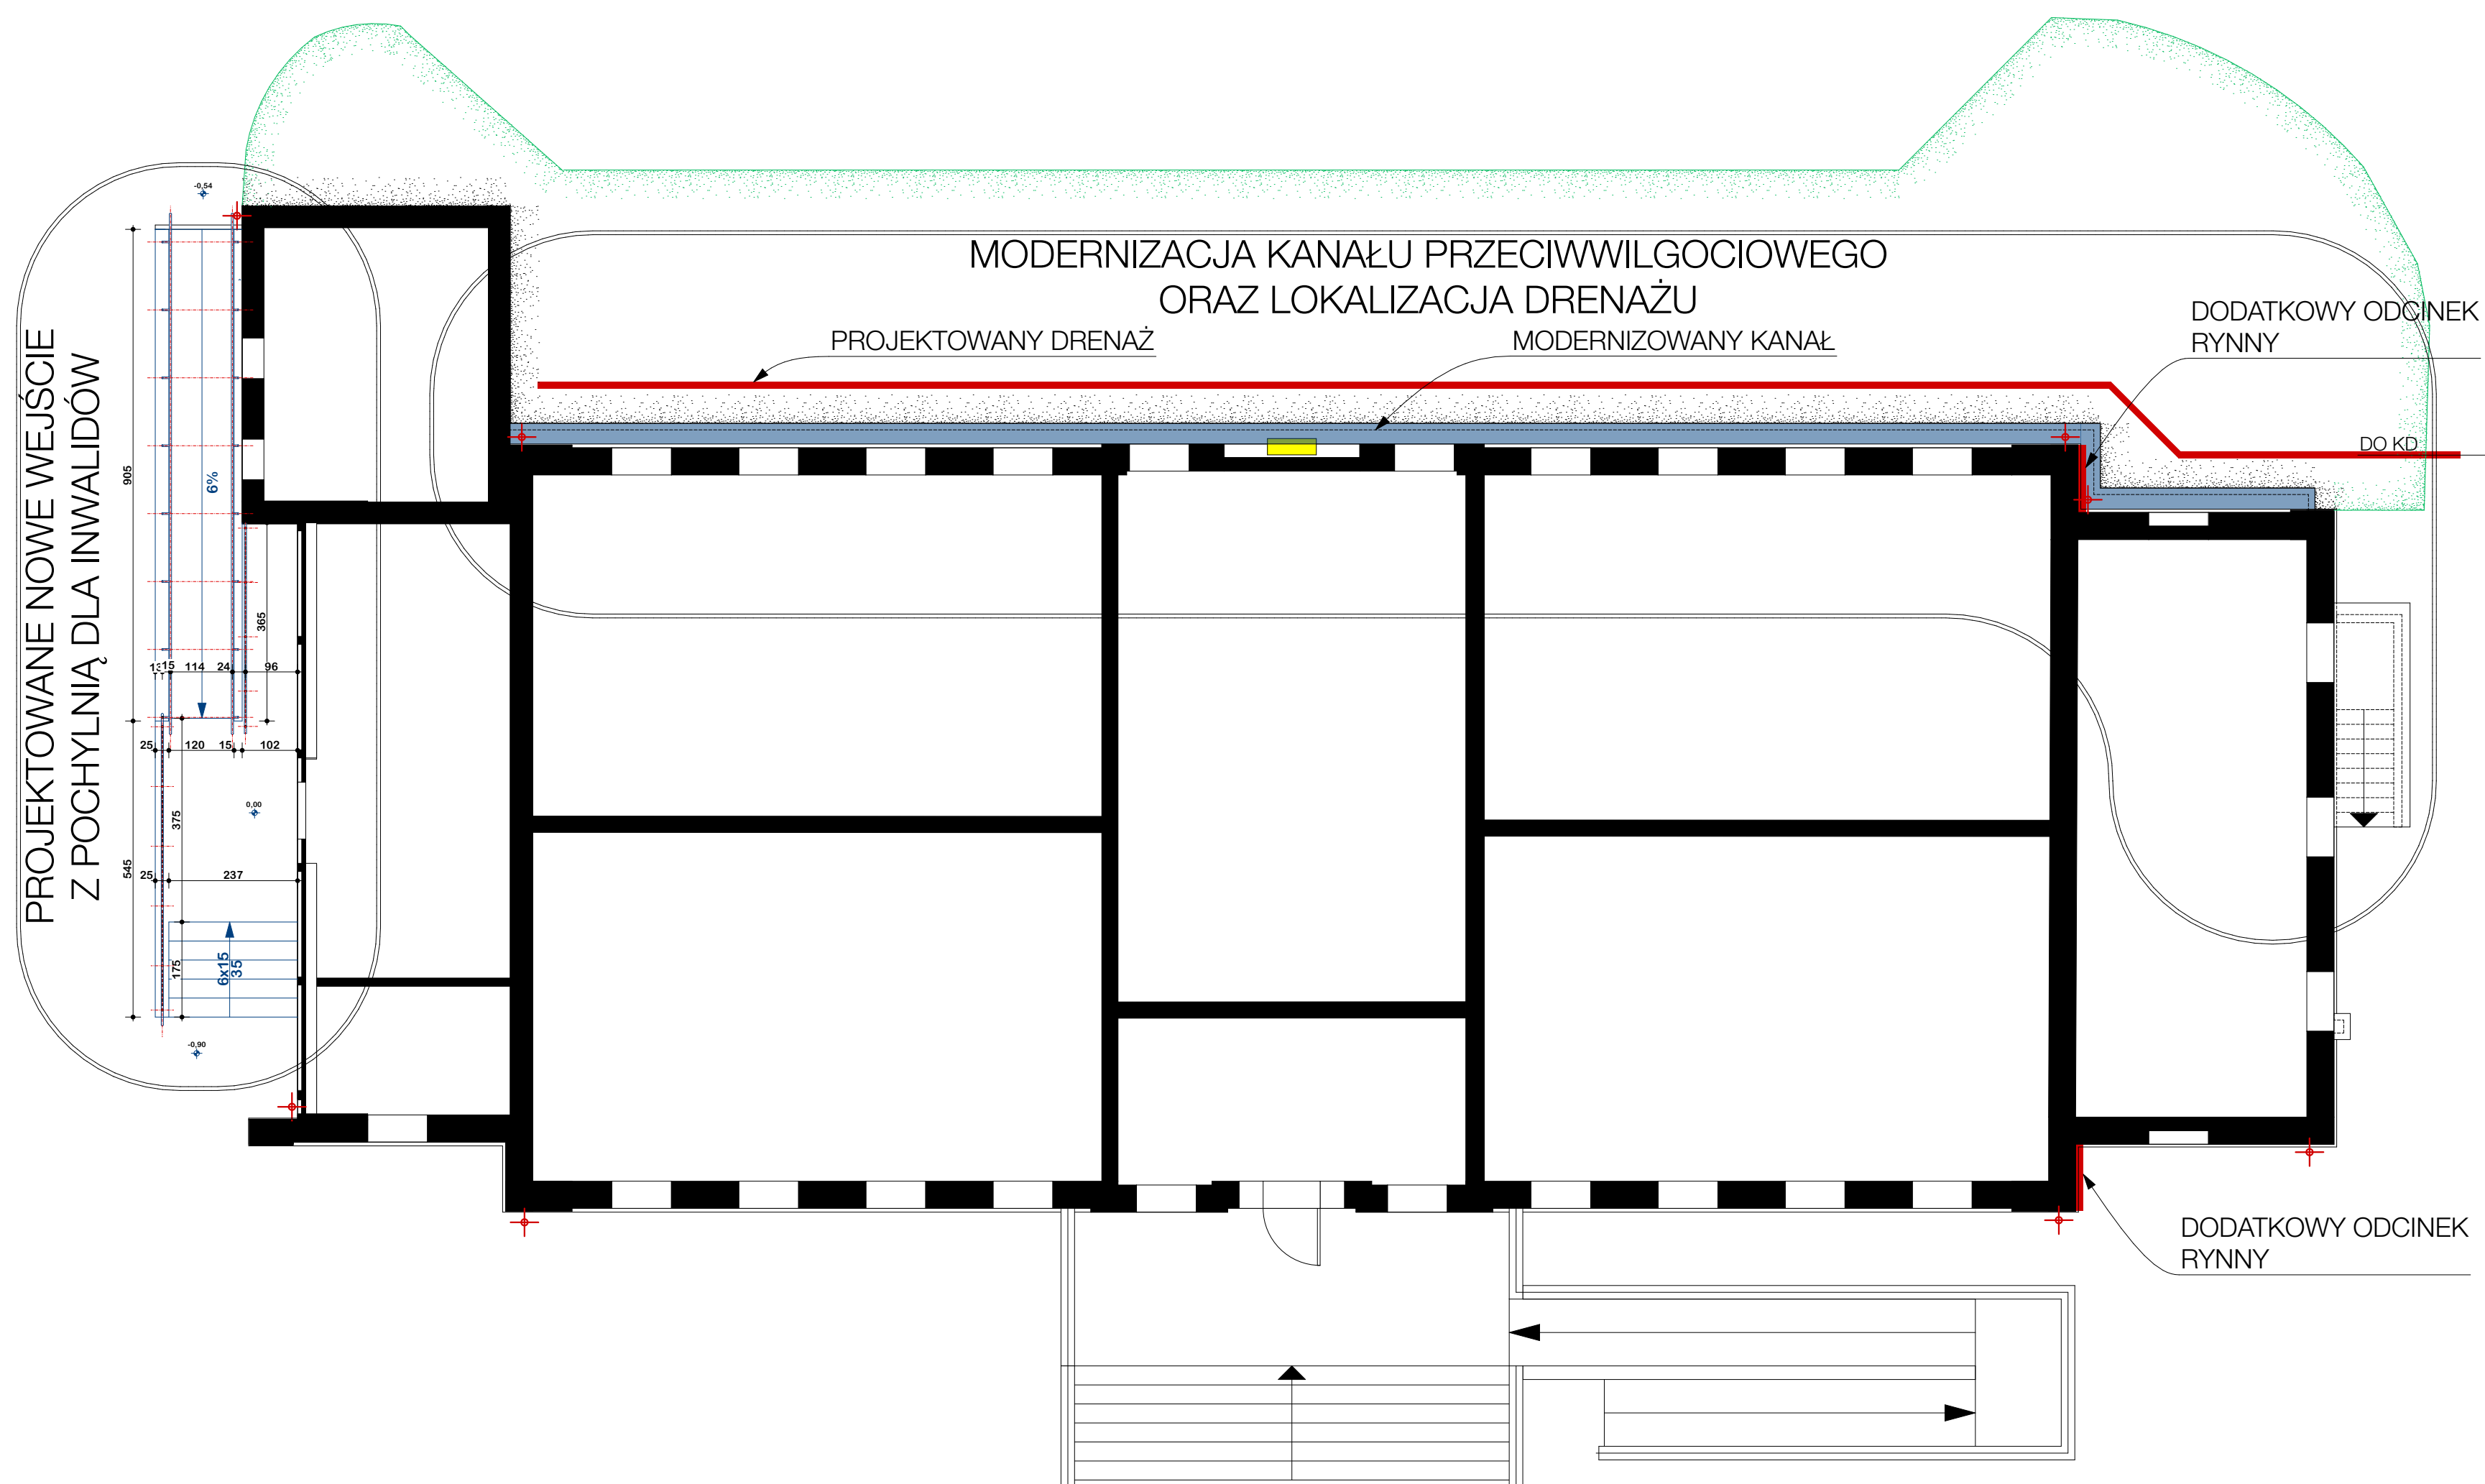 MODERNIZACJA KANAŁU PRZECIWWILGOCIOWEGO
ORAZ LOKALIZACJA DRENAŻU
PROJEKTOWANY DRENAŻ
MODERNIZOWANY KANAŁ
DODATKOWY ODCINEK
RYNNY
DO KD
PROJEKTOWANE NOWE WEJŚCIE
Z POCHYLNIĄ DLA INWALIDÓW
-0,54
905
6%
365
15
114
24
96
25
120
15
102
0,00
375
545
25
237
175
6x15
35
-0,90
DODATKOWY ODCINEK
RYNNY